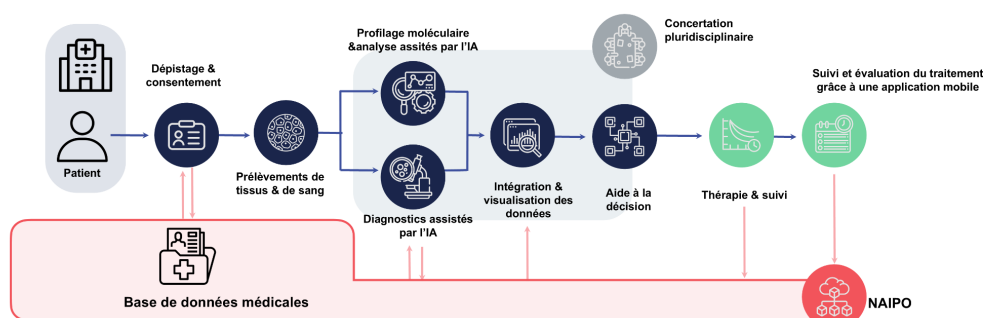 Profilage moléculaire
&analyse assités par l'IA
Concertation
pluridisciplinaire
Dépistage &
consentement
Suivi et évaluation du traitement
grâce à une application mobile
Patient
Prélèvements de
tissus & de sang
Intégration &
visualisation des
données
Aide à la
décision
Thérapie & suivi
Diagnostics assistés
par l'IA
Base de données médicales
NAIPO